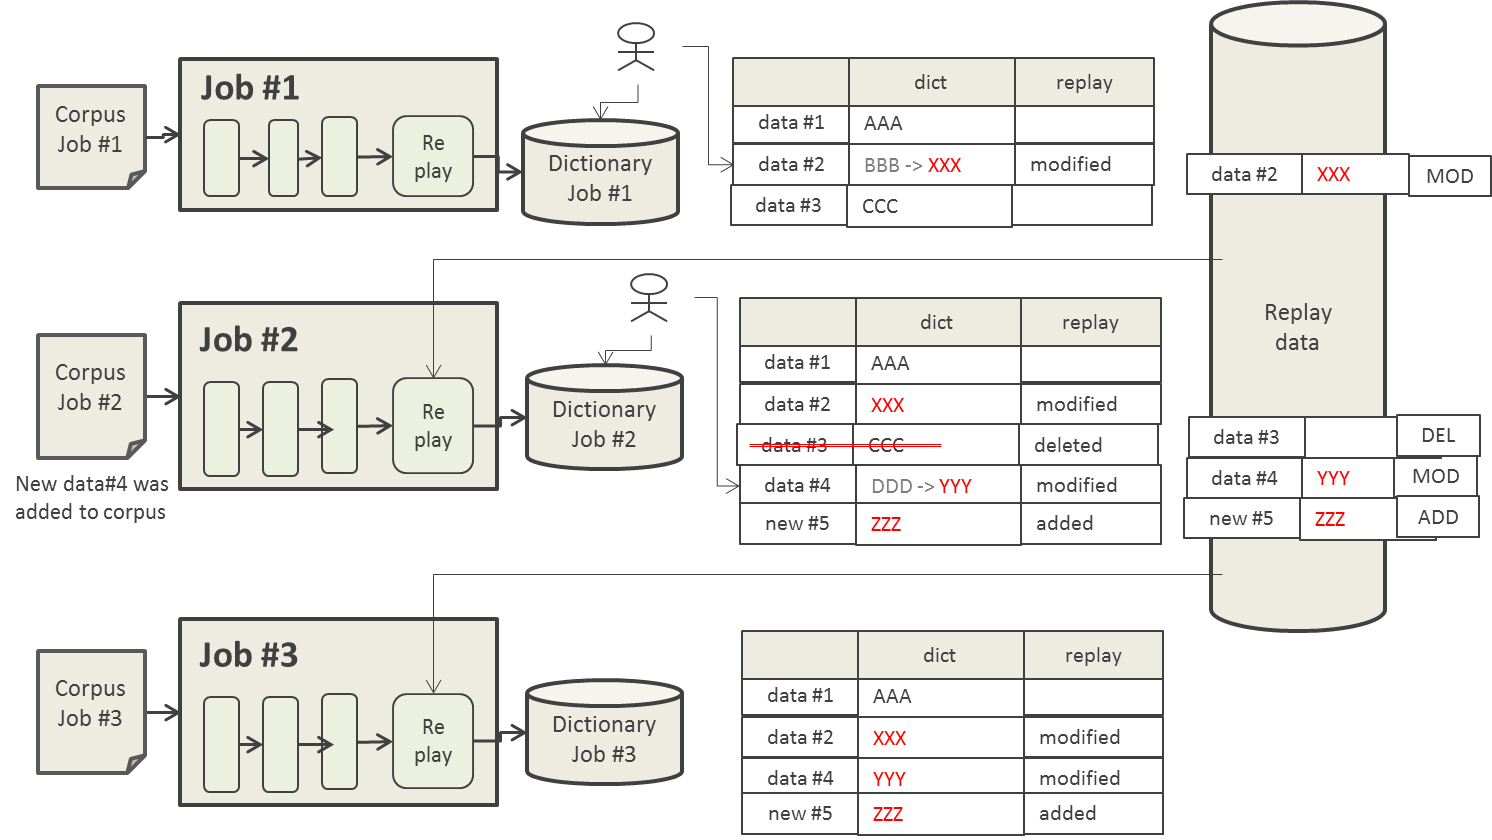 Corpus
Job #1
Job #1
Re
play
Dictionary
Job #1
dict replay
data #1 AAA
data #2 BBB -> XXX modified
data #3 CCC
data #2 XXX MOD
Replay
data
Corpus
Job #2
New data#4 was
added to corpus
Job #2
Re
play
Dictionary
Job #2
dict replay
data #1 AAA
data #2 XXX modified
data #3 CCC deleted
data #4 DDD -> YYY modified
new #5 ZZZ added
data #3 DEL
data #4 YYY MOD
new #5 ZZZ ADD
Corpus
Job #3
Job #3
Re
play
Dictionary
Job #3
dict replay
data #1 AAA
data #2 XXX modified
data #4 YYY modified
new #5 ZZZ added